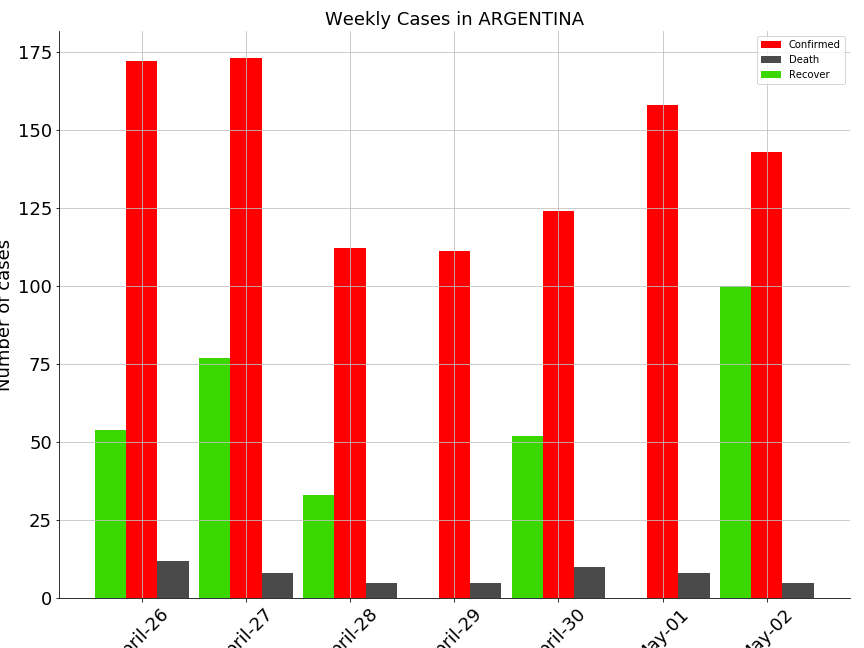 Weekly Cases in ARGENTINA
Confirmed
Death
Recover
Number of cases
175
150
125
100
75
50
25
0
pril-26
pril-27
pril-28
pril-29
pril-30
May-01
May-02